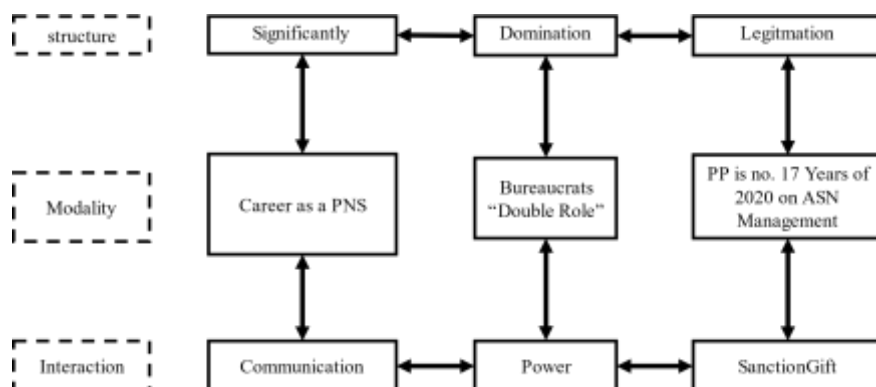 structure
Significantly
Domination
Legitmation
Modality
Career as a PNS
Bureaucrats
“Double Role”
PP is no. 17 Years of
2020 on ASN
Management
Interaction
Communication
Power
SanctionGift